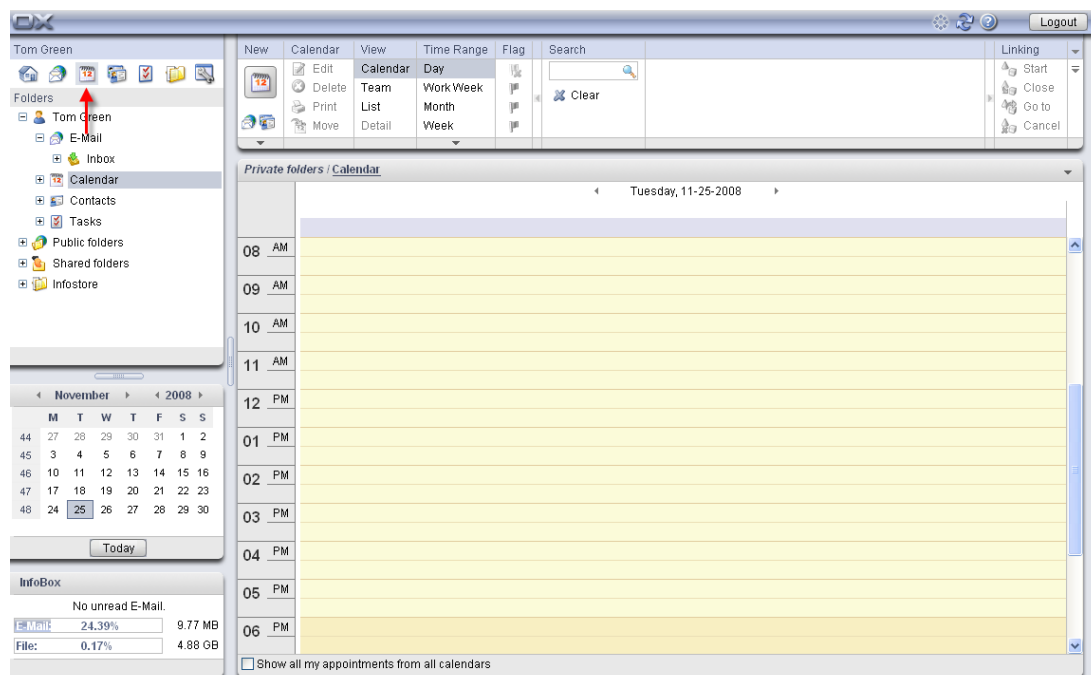 OX
Logout
Tom Green
Folders
Tom Green
E-Mail
Inbox
Calendar
Contacts
Tasks
Public folders
Shared folders
Infostore
November 2008
M T W T F S S
44 27 28 29 30 31 1 2
45 3 4 5 6 7 8 9
46 10 11 12 13 14 15 16
47 17 18 19 20 21 22 23
48 24 25 26 27 28 29 30
Today
InfoBox
No unread E-Mail.
E-Mail: 24.39% 9.77 MB
File: 0.17% 4.88 GB
New Calendar View Time Range Flag Search Linking
12 Edit Calendar Day Start
Delete Team Work Week Clear Close
Print List Month Go to
Move Detail Week Cancel
Private folders / Calendar
Tuesday, 11-25-2008
08 AM
09 AM
10 AM
11 AM
12 PM
01 PM
02 PM
03 PM
04 PM
05 PM
06 PM
Show all my appointments from all calendars